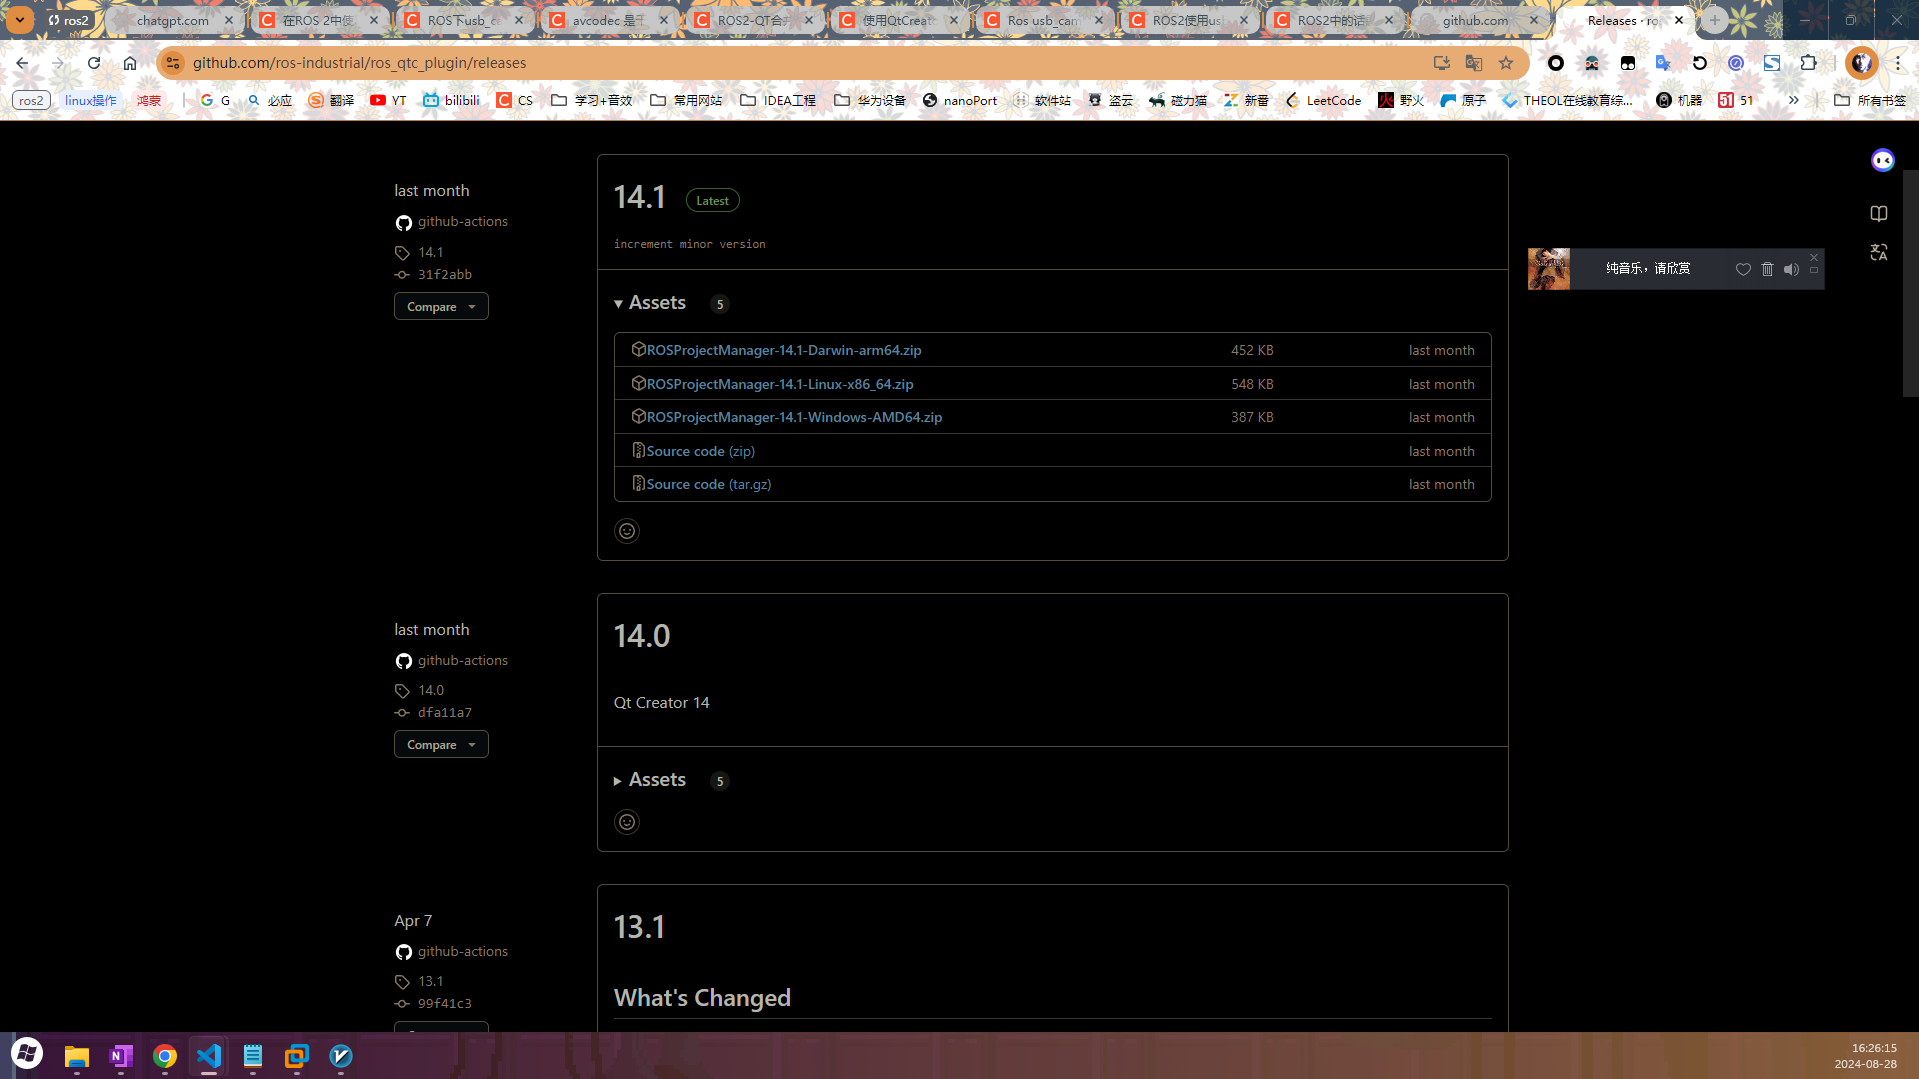 ros2
chatgpt.com
在ROS 2中使
ROS下usb_c
avcodec 是
ROS2-QT合
使用QtCreat
Ros usb_cam
ROS2使用us
ROS2中的话
github.com
Releases · ro
github.com/ros-industrial/ros_qtc_plugin/releases
ros2
linux操作
鸿蒙
G
必应
翻译
YT
bilibili
CS
学习+音效
常用网站
IDEA工程
华为设备
nanoPort
软件站
盗云
磁力猫
新番
LeetCode
野火
原子
THEOL在线教育综...
机器
51
所有书签
last month
github-actions
14.1
31f2abb
Compare
14.1 Latest
increment minor version
Assets 5
ROSProjectManager-14.1-Darwin-arm64.zip 452 KB last month
ROSProjectManager-14.1-Linux-x86_64.zip 548 KB last month
ROSProjectManager-14.1-Windows-AMD64.zip 387 KB last month
Source code (zip) last month
Source code (tar.gz) last month
纯音乐，请欣赏
last month
github-actions
14.0
dfa11a7
Compare
14.0
Qt Creator 14
Assets 5
Apr 7
github-actions
13.1
99f41c3
13.1
What's Changed
16:26:15
2024-08-28